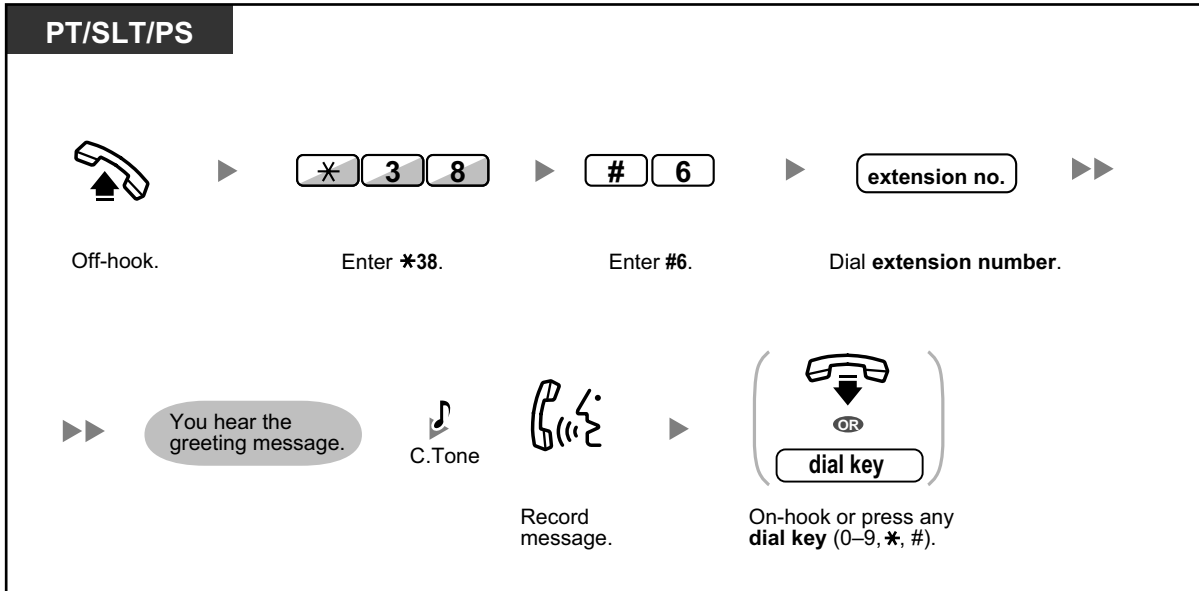 PT/SLT/PS
* 3 8
# 6
extension no.
Off-hook.
Enter *38.
Enter #6.
Dial extension number.
You hear the
greeting message.
C.Tone
OR
dial key
Record
message.
On-hook or press any
dial key (0–9, *, #).